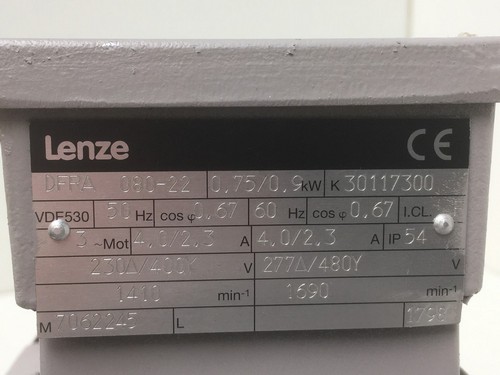 Lenze CE
DFRA 080-22 0,75/0,9 kW K 30117300
VDE530 50 Hz cos φ 0,67 60 Hz cos φ 0,67 I.CL.
3 ~Mot 4,0/2,3 A 4,0/2,3 A IP 54
230Δ/400Y V 277Δ/480Y V
1410 min⁻¹ 1690 min⁻¹
M 7062245 L 1798